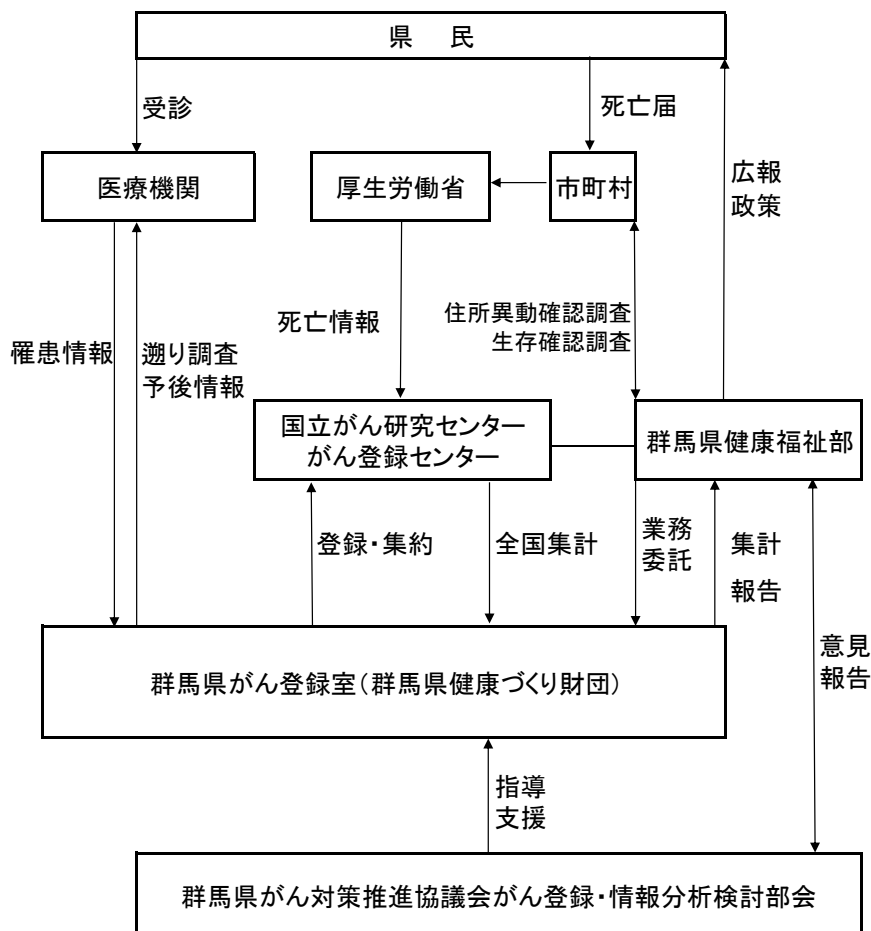 県　民
受診
死亡届
医療機関
厚生労働省
市町村
広報
政策
罹患情報
遡り調査
予後情報
死亡情報
住所異動確認調査
生存確認調査
国立がん研究センター
がん登録センター
群馬県健康福祉部
登録・集約
全国集計
業務
委託
集計
報告
群馬県がん登録室（群馬県健康づくり財団）
意見
報告
指導
支援
群馬県がん対策推進協議会がん登録・情報分析検討部会